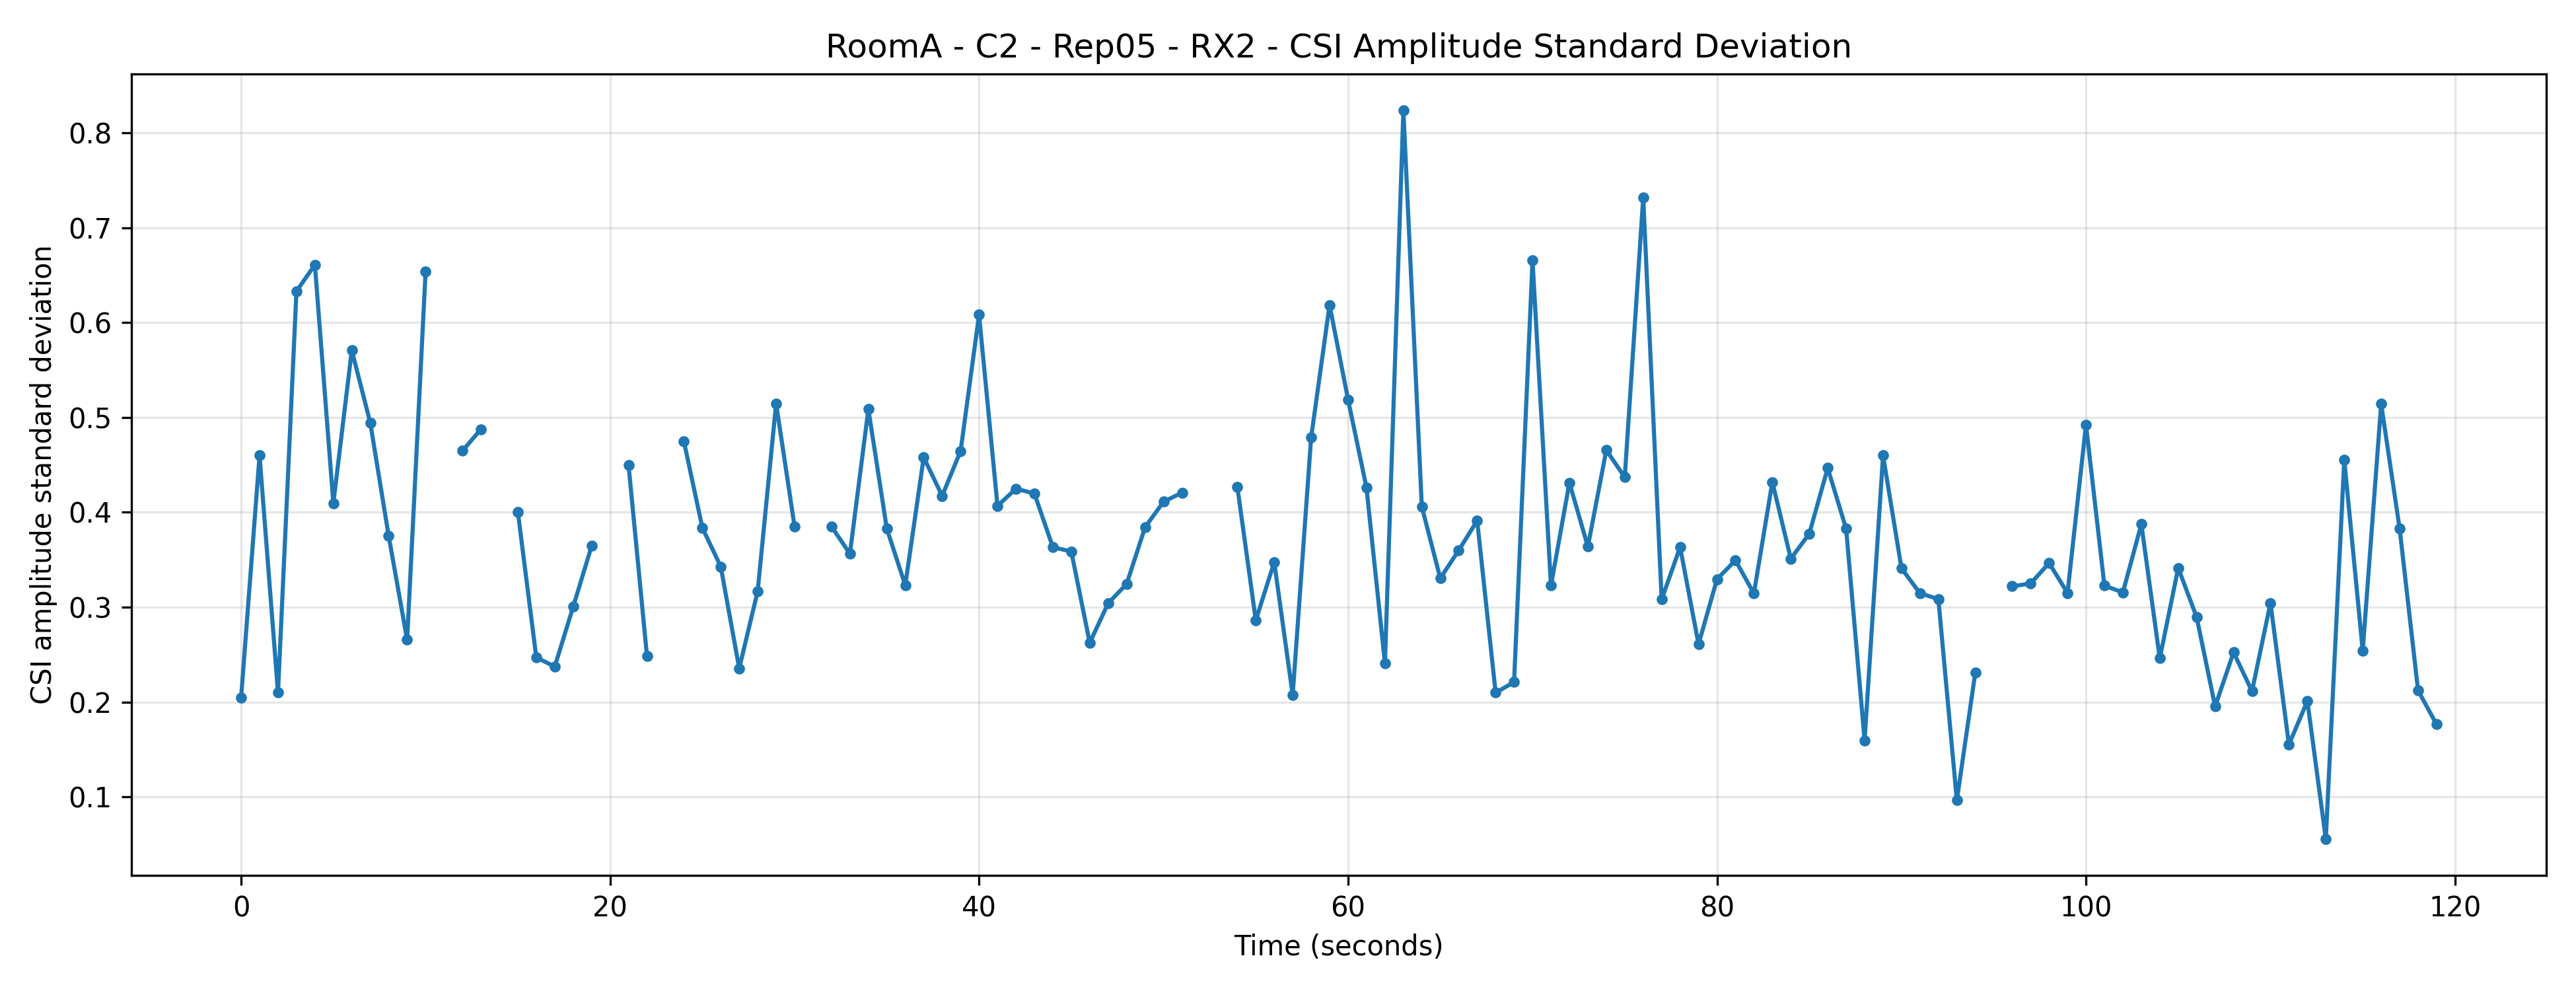 RoomA - C2 - Rep05 - RX2 - CSI Amplitude Standard Deviation
CSI amplitude standard deviation
0.8
0.7
0.6
0.5
0.4
0.3
0.2
0.1
0 20 40 60 80 100 120
Time (seconds)